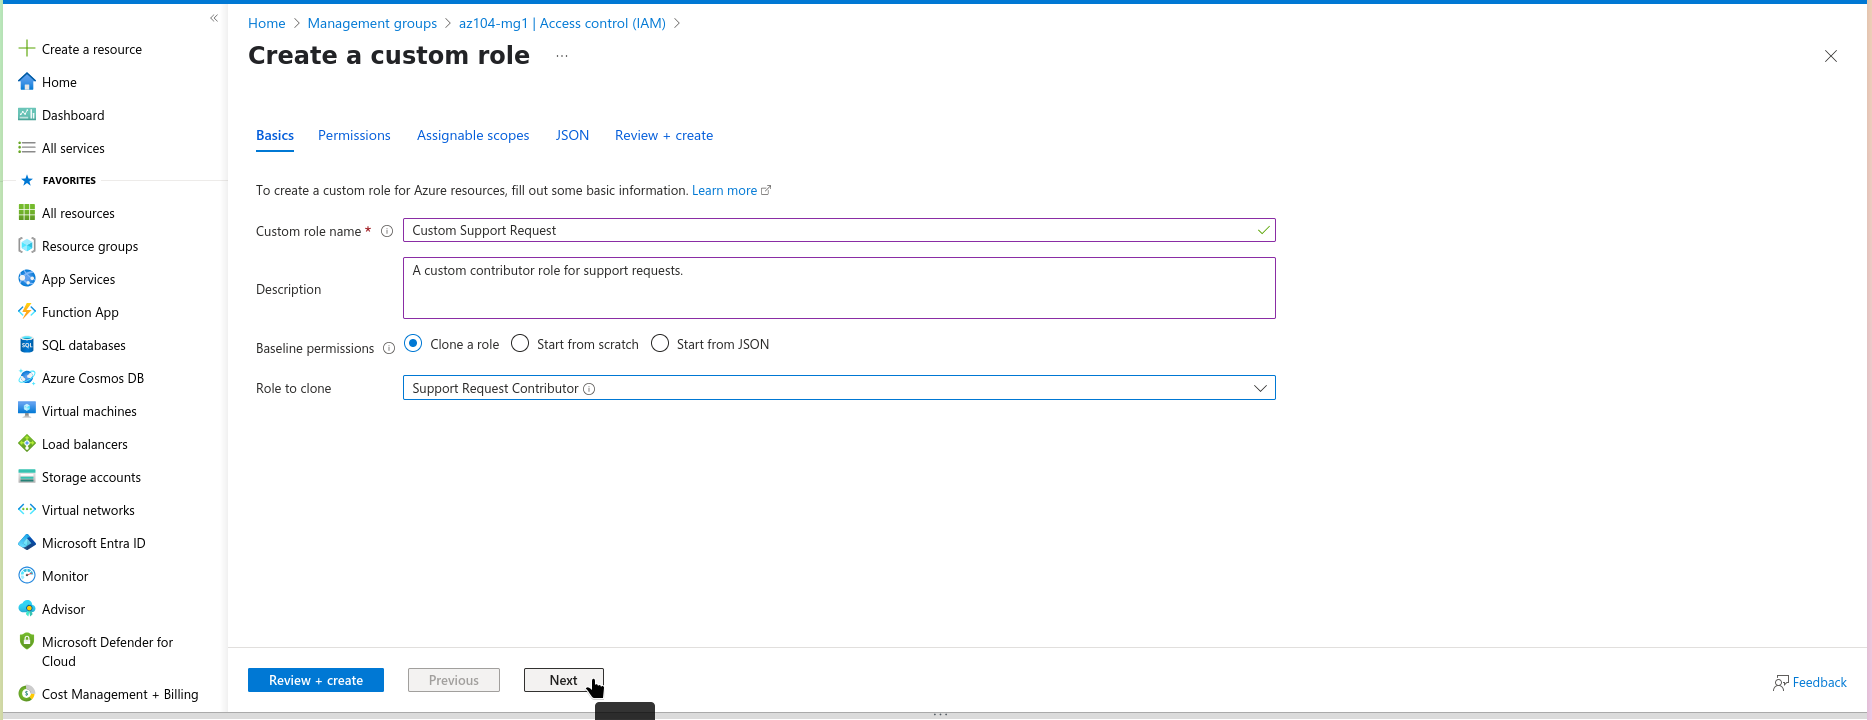 «
Home > Management groups > az104-mg1 | Access control (IAM) >
Create a custom role ...
Create a resource
Home
Dashboard
All services
FAVORITES
All resources
Resource groups
App Services
Function App
SQL databases
Azure Cosmos DB
Virtual machines
Load balancers
Storage accounts
Virtual networks
Microsoft Entra ID
Monitor
Advisor
Microsoft Defender for
Cloud
Cost Management + Billing
Basics Permissions Assignable scopes JSON Review + create
To create a custom role for Azure resources, fill out some basic information. Learn more
Custom role name * Custom Support Request
Description A custom contributor role for support requests.
Baseline permissions Clone a role Start from scratch Start from JSON
Role to clone Support Request Contributor
Review + create Previous Next
Feedback